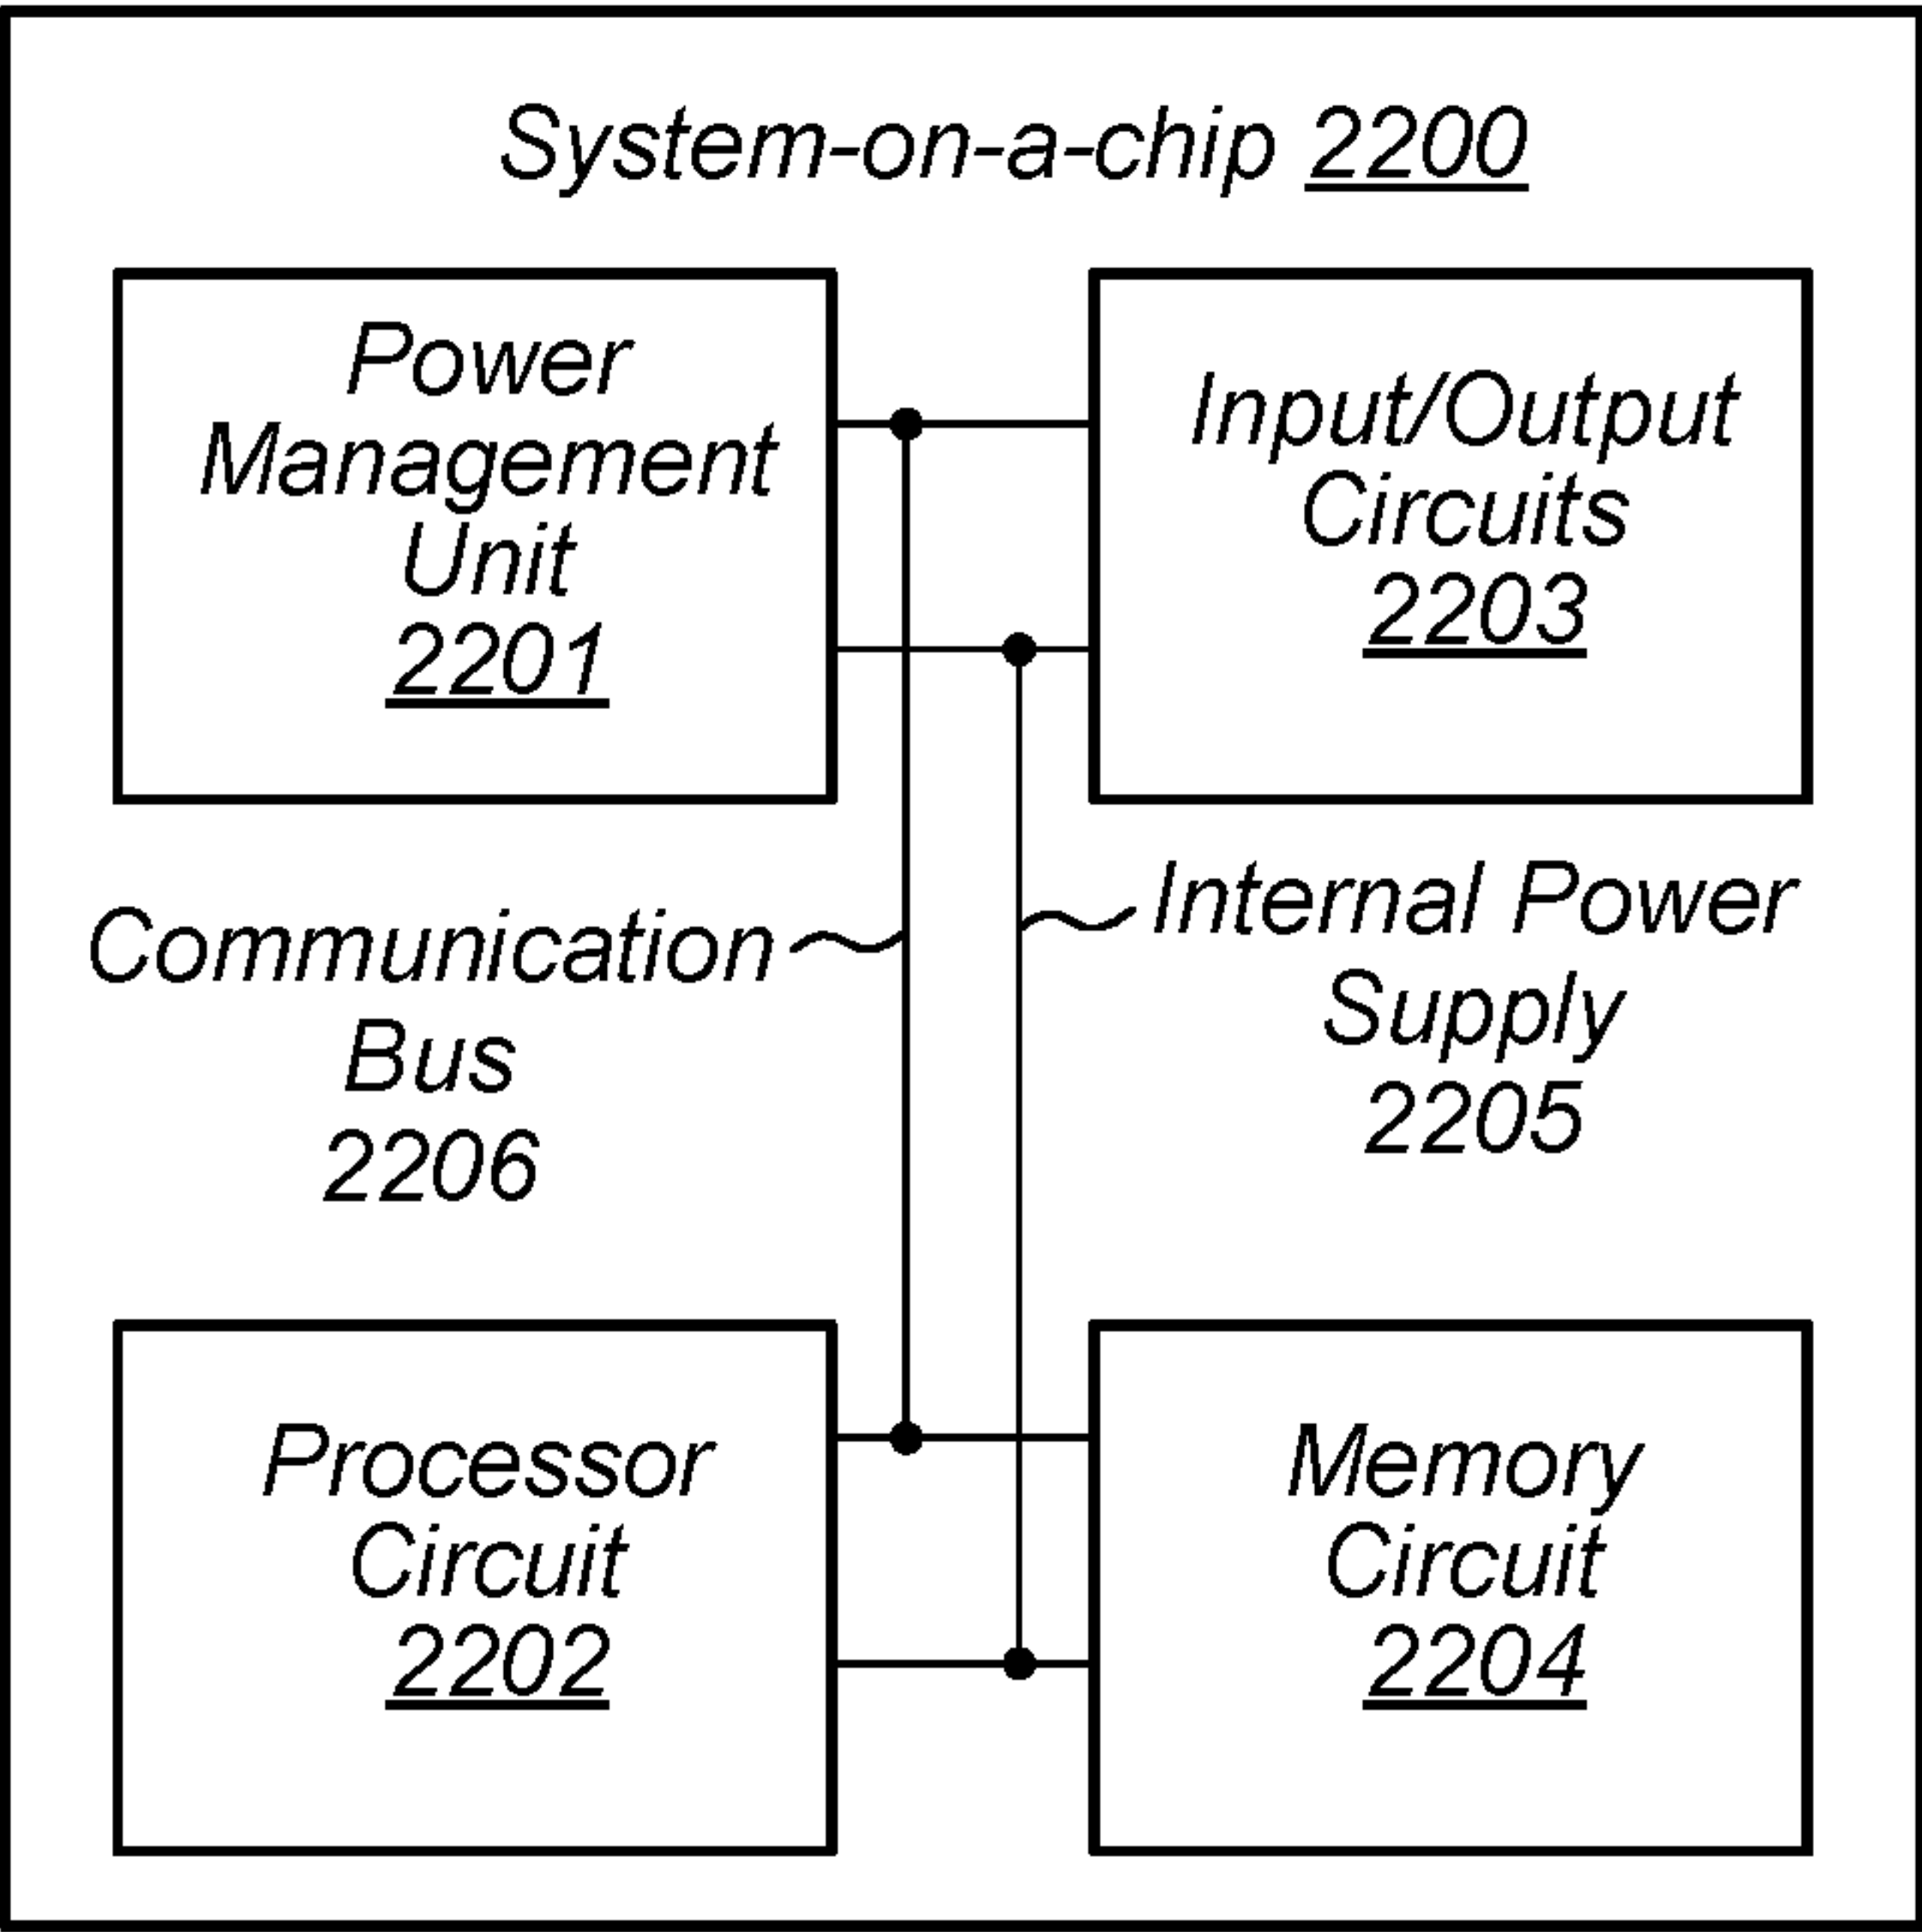 System-on-a-chip 2200
Power
Management
Unit
2201
Input/Output
Circuits
2203
Communication
Bus
2206
Internal Power
Supply
2205
Processor
Circuit
2202
Memory
Circuit
2204